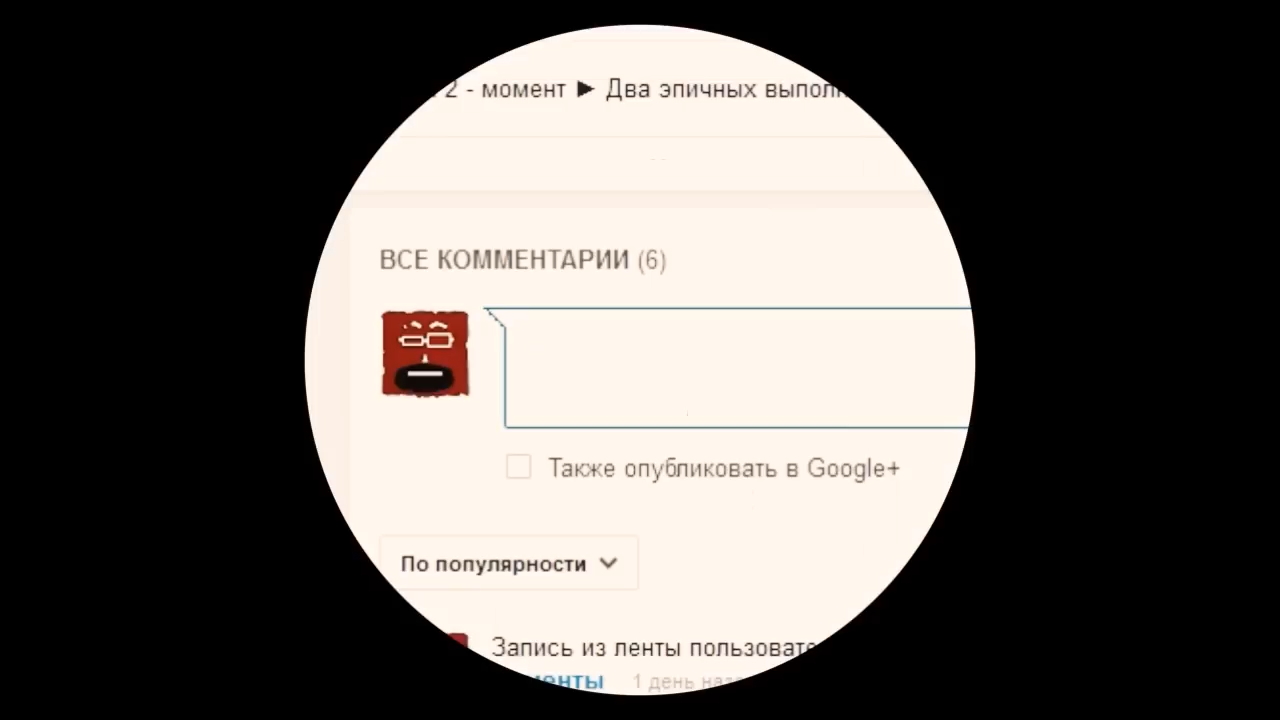 2 - момент ► Два эпичных
ВСЕ КОММЕНТАРИИ (6)
Также опубликовать в Google+
По популярности
Запись из ленты
1 день